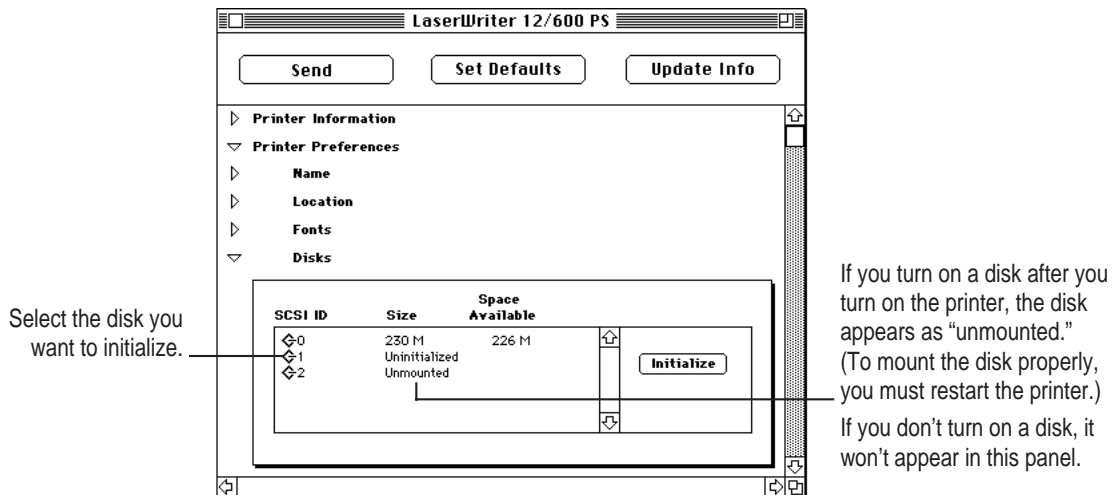 LaserWriter 12/600 PS
Send Set Defaults Update Info
Printer Information
Printer Preferences
Name
Location
Fonts
Disks
Space
SCSI ID Size Available
0 230 M 226 M
1 Uninitialized
2 Unmounted
Initialize
Select the disk you
want to initialize.
If you turn on a disk after you
turn on the printer, the disk
appears as “unmounted.”
(To mount the disk properly,
you must restart the printer.)
If you don’t turn on a disk, it
won’t appear in this panel.